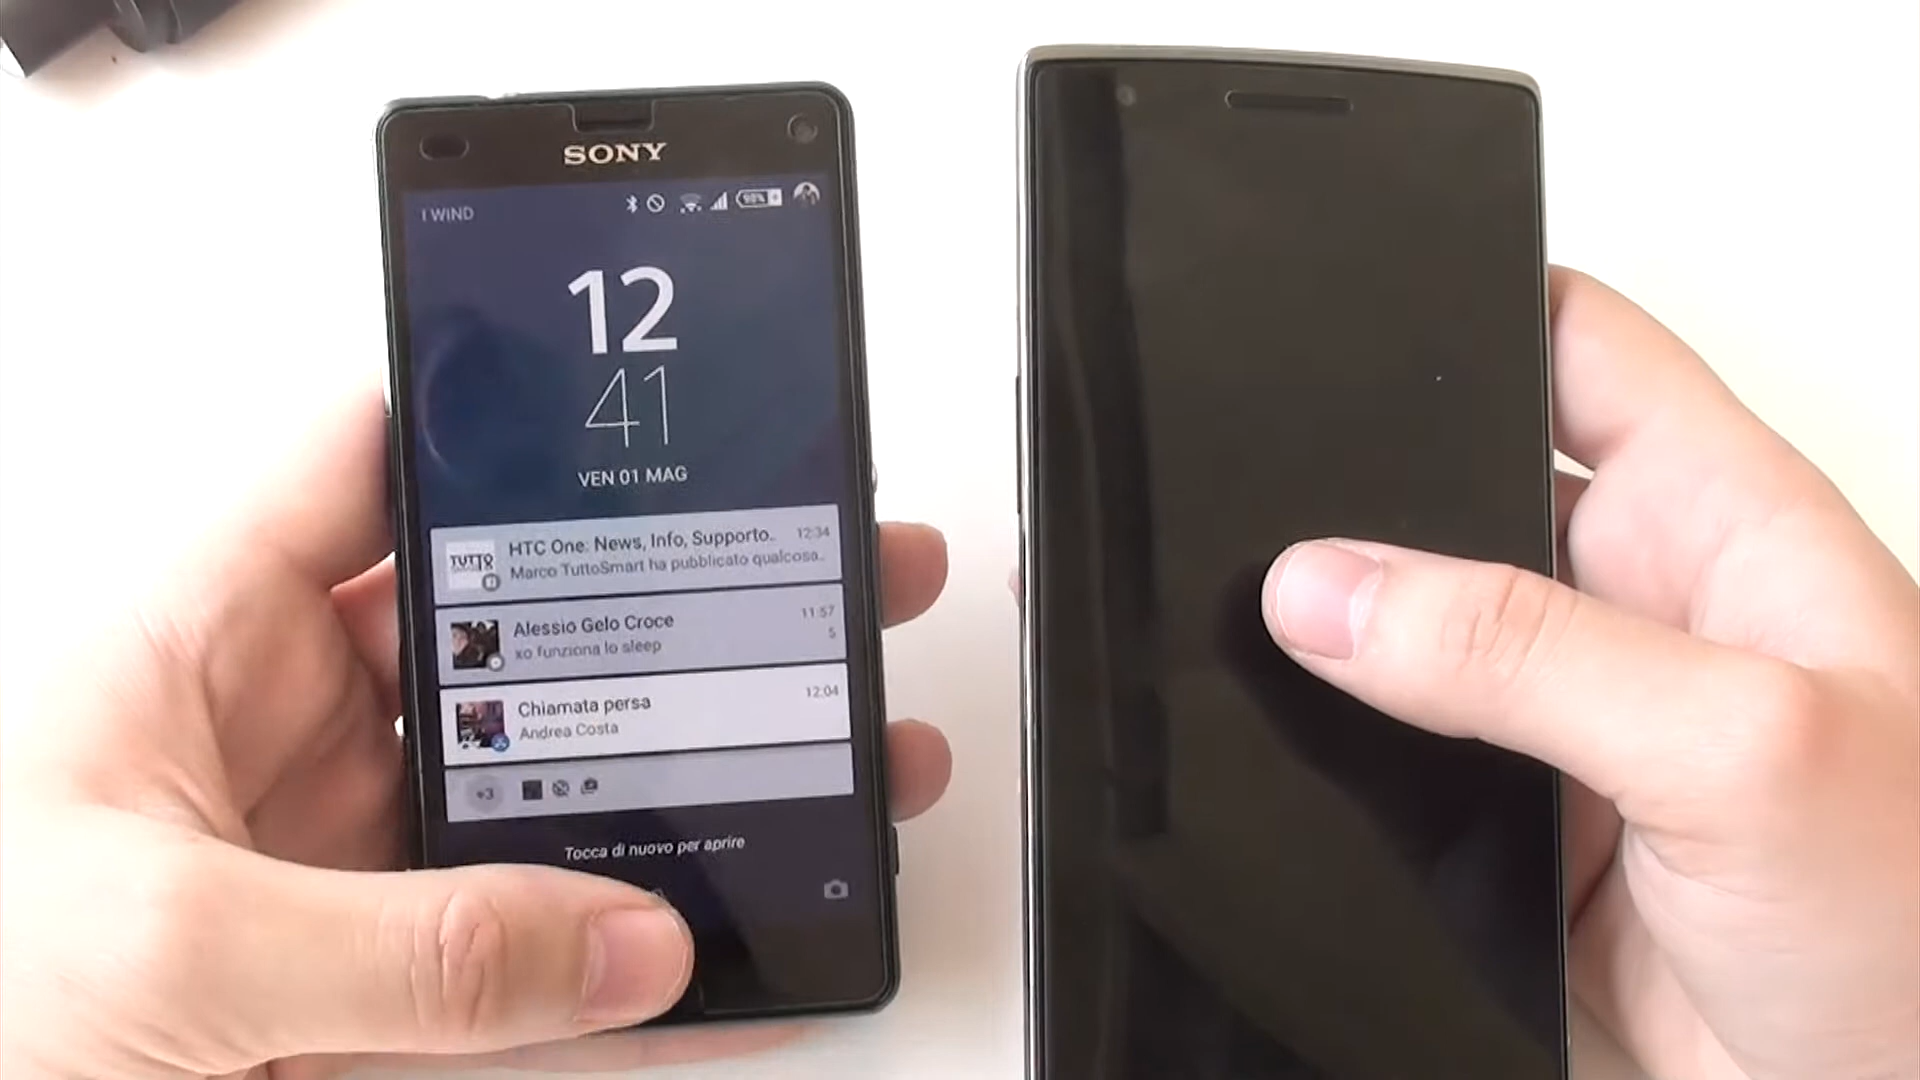 SONY
I WIND
98%
12
41
VEN 01 MAG
HTC One: News, Info, Supporto..
12:34
Marco TuttoSmart ha pubblicato qualcosa..
TUTTO
Alessio Gelo Croce
11:57
xo funziona lo sleep
5
Chiamata persa
12:04
Andrea Costa
+3
Tocca di nuovo per aprire